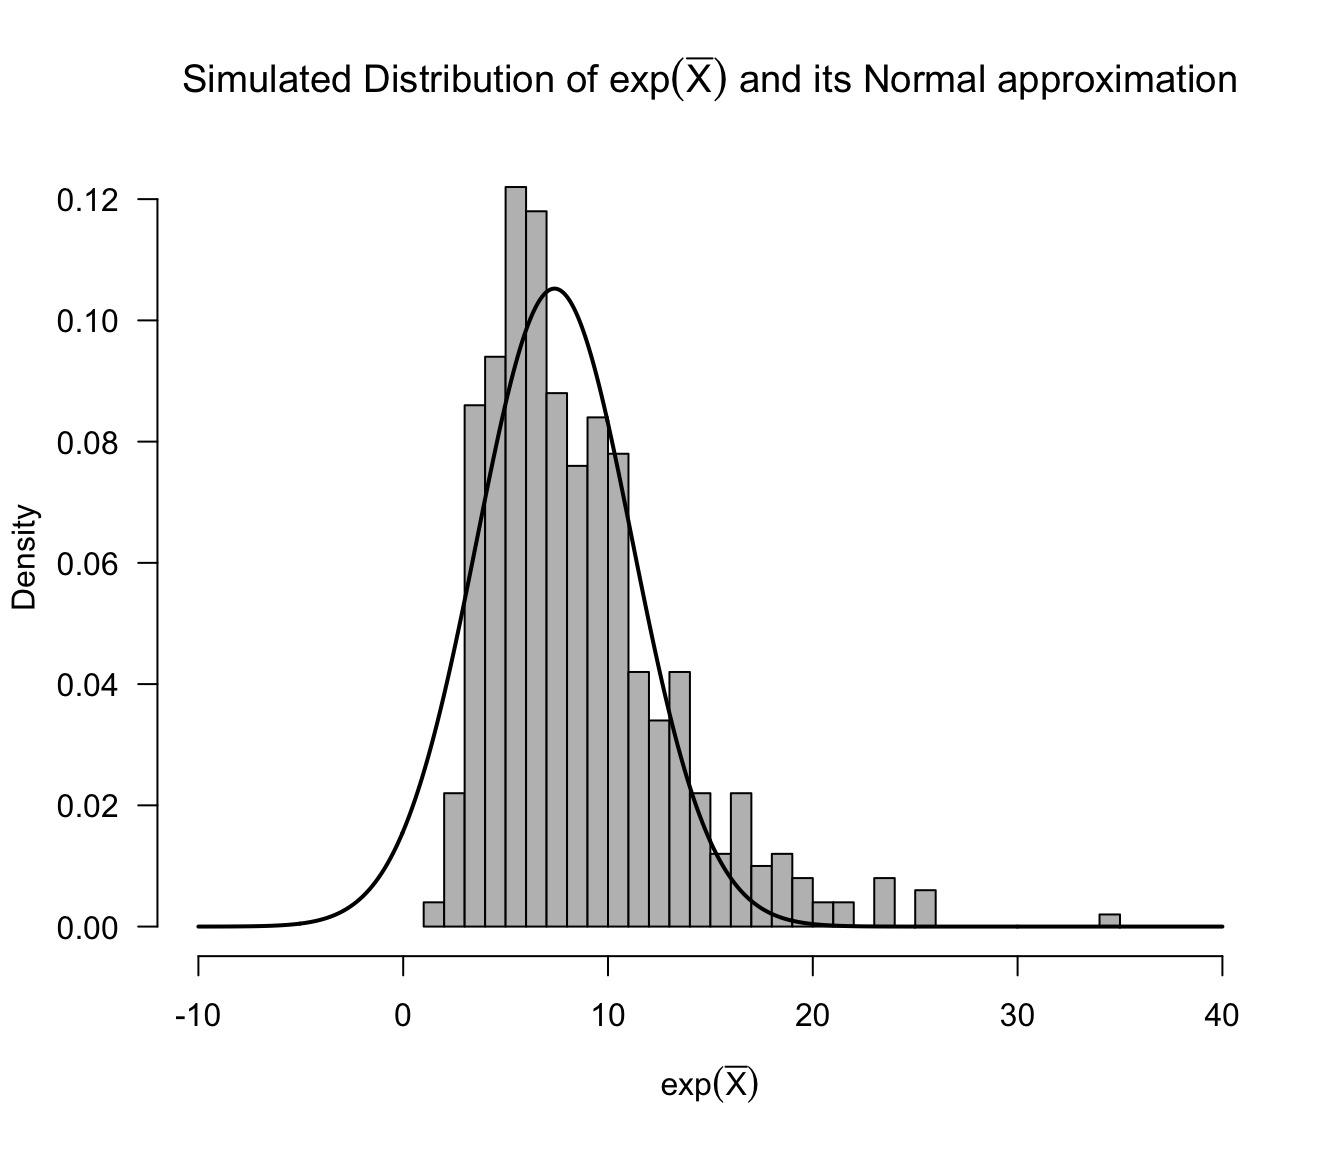 Simulated Distribution of exp(X̅) and its Normal approximation
0.12
0.10
0.08
0.06
0.04
0.02
0.00
Density
-10 0 10 20 30 40
exp(X̅)